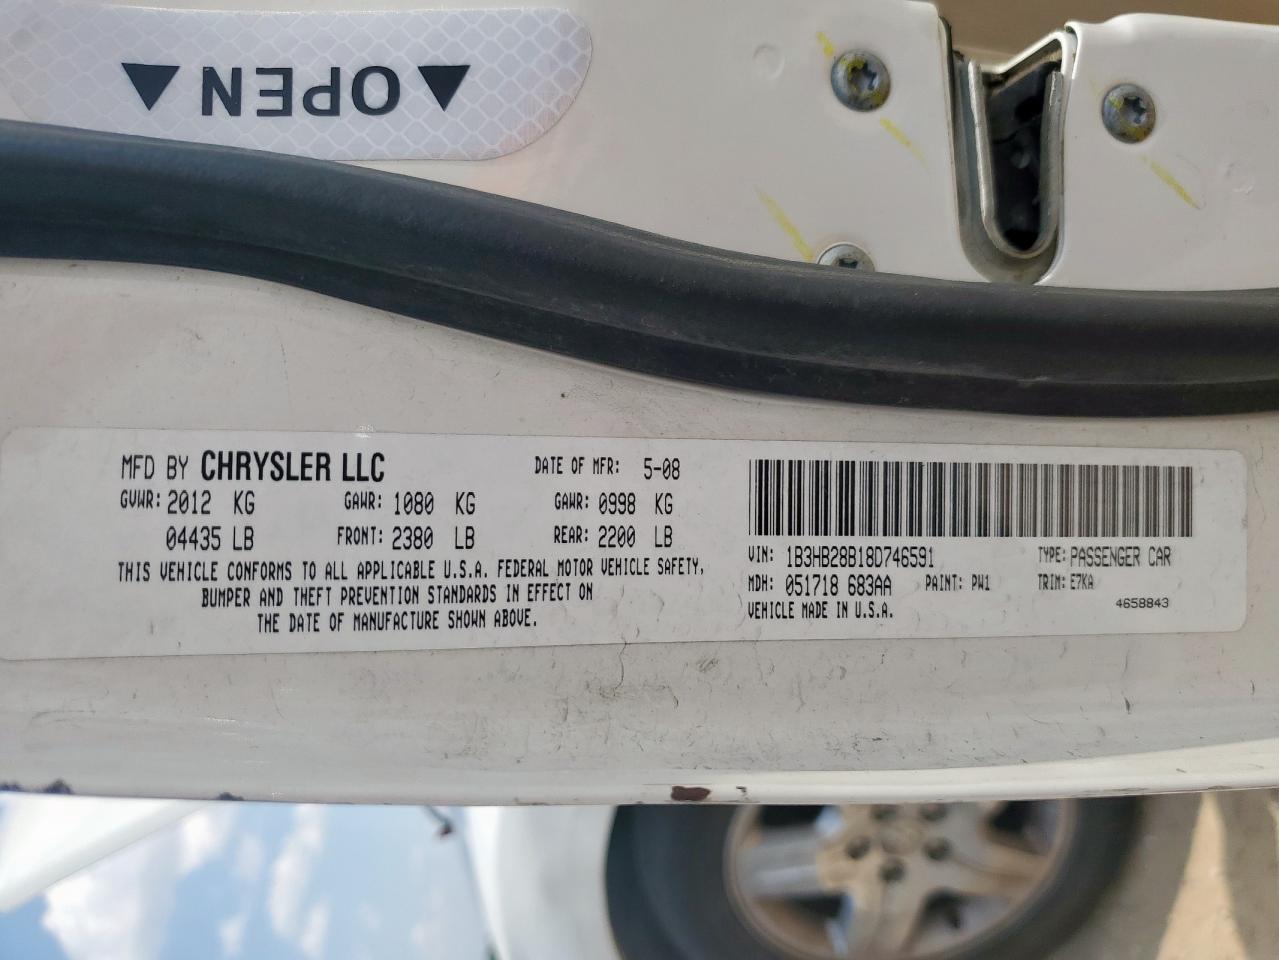 OPEN
MFD BY CHRYSLER LLC DATE OF MFR: 5-08
GVWR: 2012 KG GAWR: 1080 KG GAWR: 0998 KG
04435 LB FRONT: 2380 LB REAR: 2200 LB
THIS VEHICLE CONFORMS TO ALL APPLICABLE U.S.A. FEDERAL MOTOR VEHICLE SAFETY,
BUMPER AND THEFT PREVENTION STANDARDS IN EFFECT ON
THE DATE OF MANUFACTURE SHOWN ABOVE.
VIN: 1B3HB28B18D746591 TYPE: PASSENGER CAR
MDH: 051718 683AA PAINT: PW1 TRIM: E7KA
VEHICLE MADE IN U.S.A. 4658843